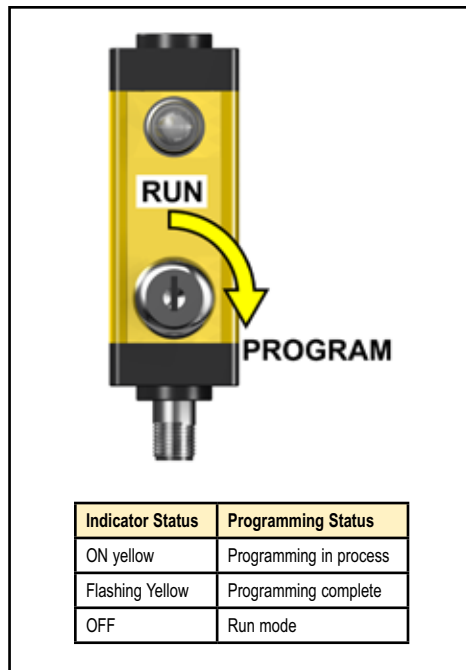 RUN
PROGRAM
Indicator Status Programming Status
ON yellow Programming in process
Flashing Yellow Programming complete
OFF Run mode